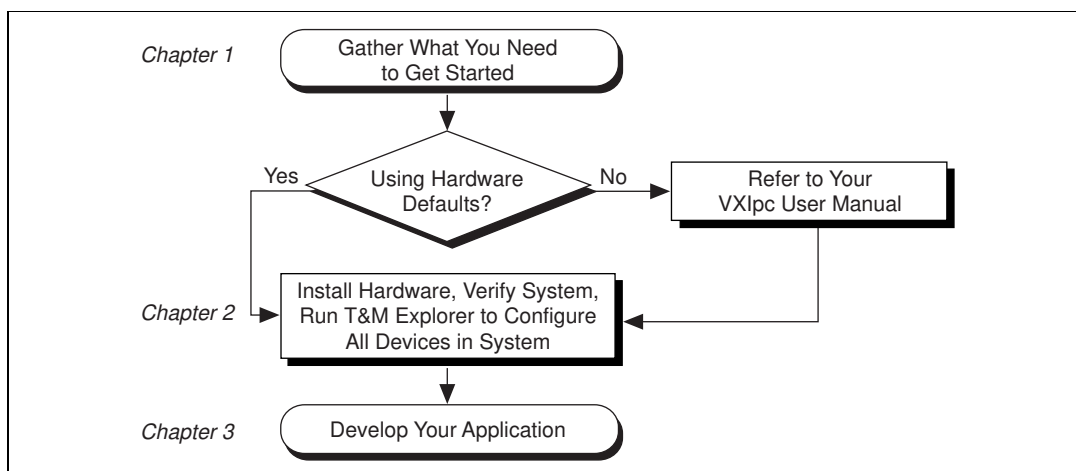 Chapter 1
Gather What You Need
to Get Started
Yes
Using Hardware
Defaults?
No
Refer to Your
VXIpc User Manual
Chapter 2
Install Hardware, Verify System,
Run T&M Explorer to Configure
All Devices in System
Chapter 3
Develop Your Application